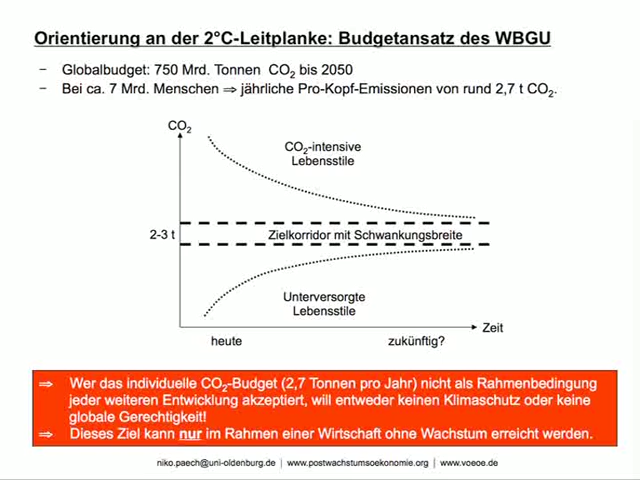 Orientierung an der 2°C-Leitplanke: Budgetansatz des WBGU
– Globalbudget: 750 Mrd. Tonnen CO₂ bis 2050
– Bei ca. 7 Mrd. Menschen ⇒ jährliche Pro-Kopf-Emissionen von rund 2,7 t CO₂.
CO₂
CO₂-intensive
Lebensstile
2-3 t
Zielkorridor mit Schwankungsbreite
Unterversorgte
Lebensstile
Zeit
heute
zukünftig?
⇒ Wer das individuelle CO₂-Budget (2,7 Tonnen pro Jahr) nicht als Rahmenbedingung
jeder weiteren Entwicklung akzeptiert, will entweder keinen Klimaschutz oder keine
globale Gerechtigkeit!
⇒ Dieses Ziel kann nur im Rahmen einer Wirtschaft ohne Wachstum erreicht werden.
niko.paech@uni-oldenburg.de | www.postwachstumsoekonomie.org | www.voeoe.de